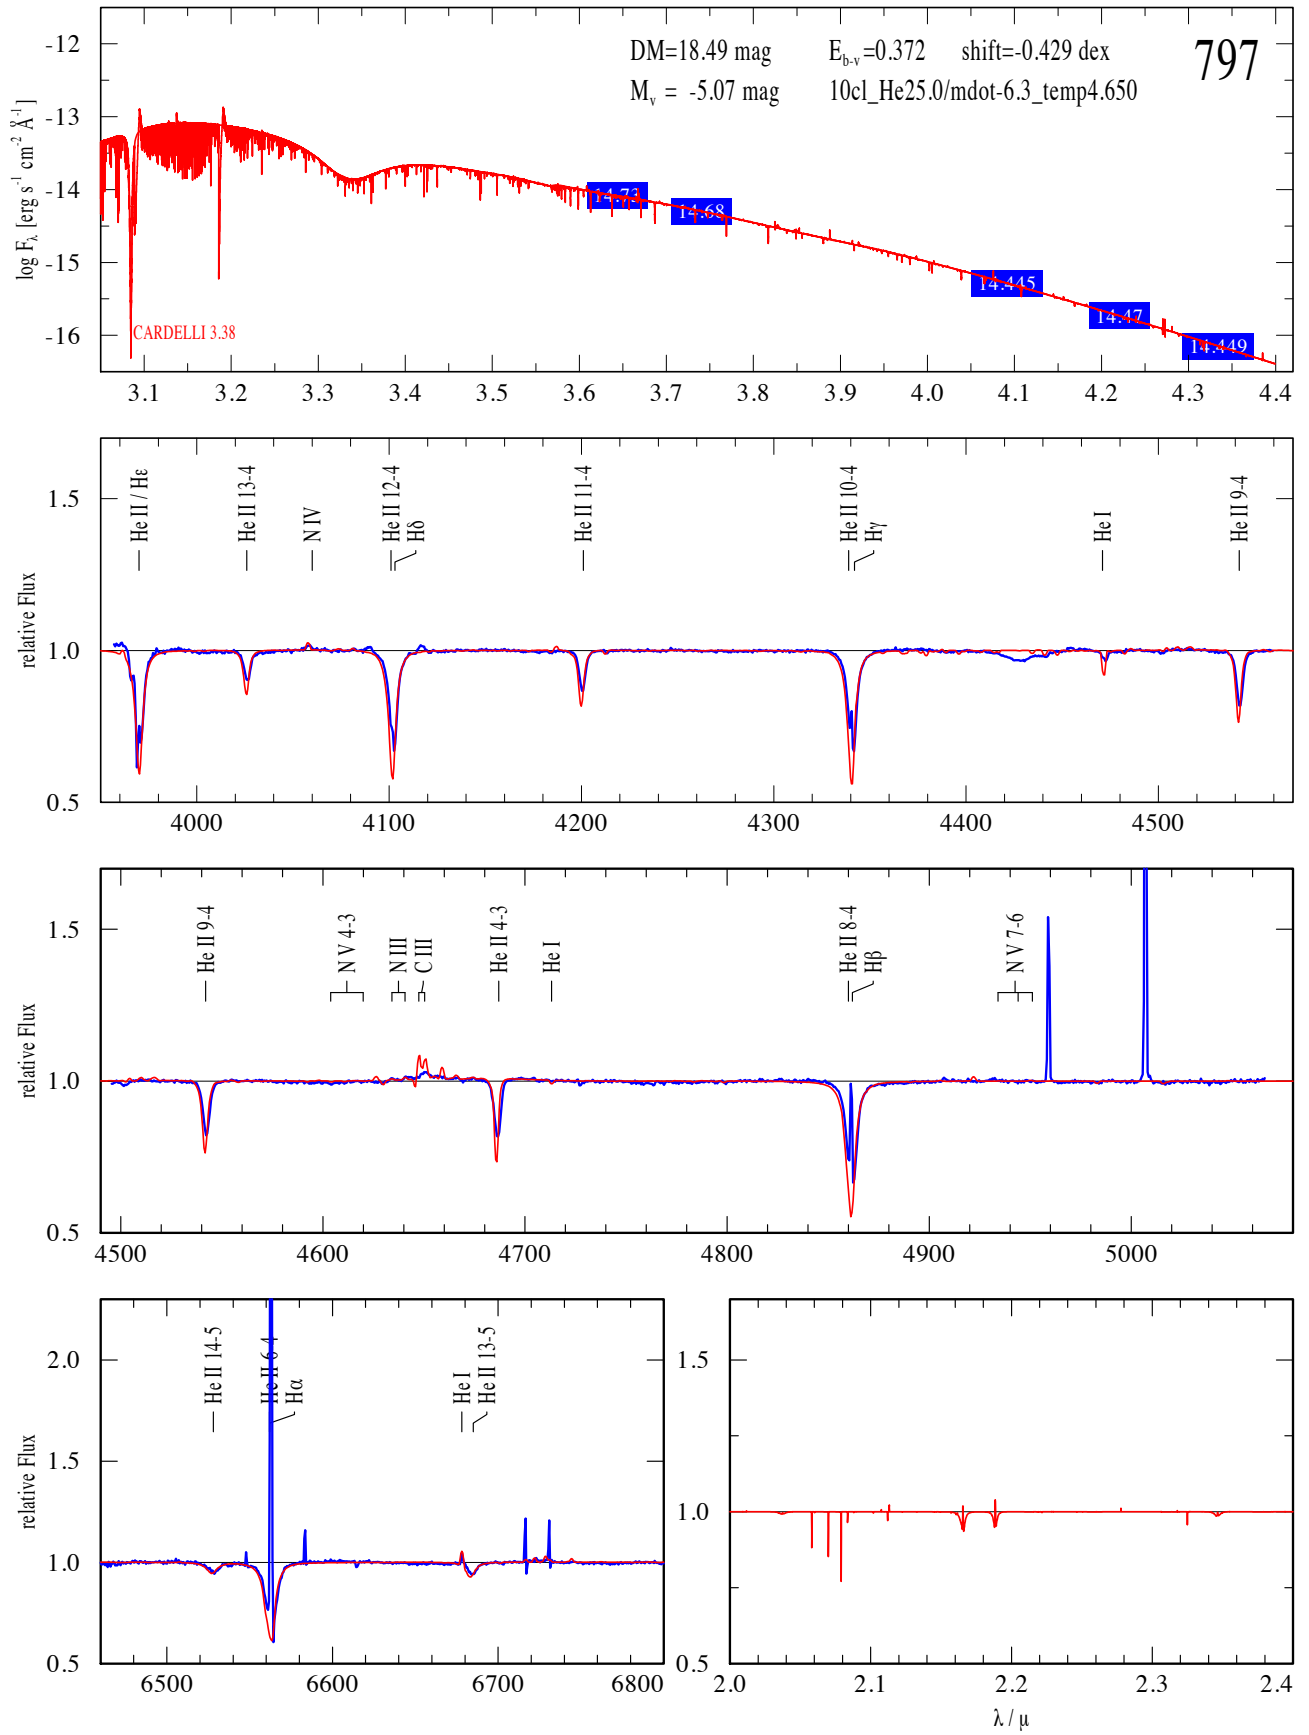 DM=18.49 mag E_b-v=0.372 shift=-0.429 dex
797
M_v = -5.07 mag 10cl_He25.0/mdot-6.3_temp4.650
log F_λ [erg s⁻¹ cm⁻² Å⁻¹]
-12
-13
-14
-15
-16
14.73
14.68
14.445
14.47
14.449
CARDELLI 3.38
3.1 3.2 3.3 3.4 3.5 3.6 3.7 3.8 3.9 4.0 4.1 4.2 4.3 4.4
relative Flux
1.5
1.0
0.5
He II / Hε
He II 13-4
N IV
He II 12-4
Hδ
He II 11-4
He II 10-4
Hγ
He I
He II 9-4
4000 4100 4200 4300 4400 4500
relative Flux
1.5
1.0
0.5
He II 9-4
N V 4-3
N III
C III
He II 4-3
He I
He II 8-4
Hβ
N V 7-6
4500 4600 4700 4800 4900 5000
relative Flux
2.0
1.5
1.0
0.5
He II 14-5
He II 6-4
Hα
He I
He II 13-5
6500 6600 6700 6800
1.5
1.0
0.5
2.0 2.1 2.2 2.3 2.4
λ / μ